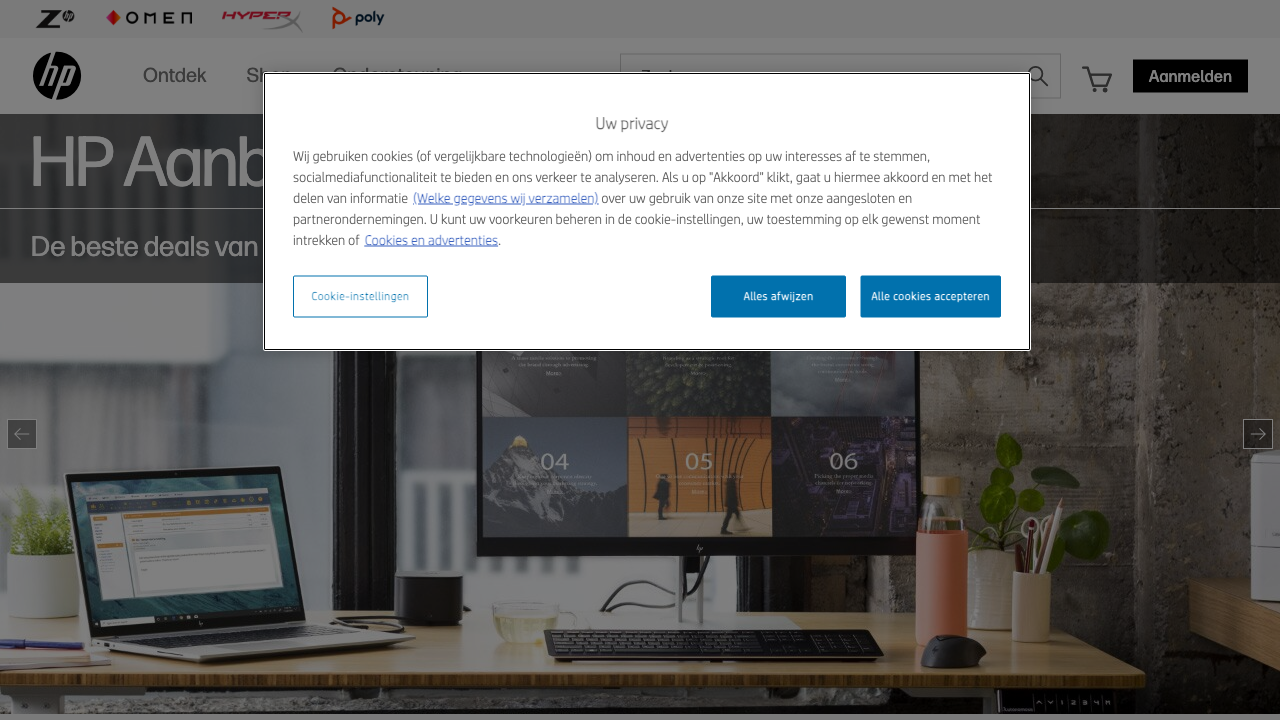 OMEN
HYPERX
poly
hp
Ontdek
Aanmelden
HP Aanb
De beste deals van
Uw privacy
Wij gebruiken cookies (of vergelijkbare technologieën) om inhoud en advertenties op uw interesses af te stemmen,
socialmediafunctionaliteit te bieden en ons verkeer te analyseren. Als u op "Akkoord" klikt, gaat u hiermee akkoord en met het
delen van informatie (Welke gegevens wij verzamelen) over uw gebruik van onze site met onze aangesloten en
partnerondernemingen. U kunt uw voorkeuren beheren in de cookie-instellingen, uw toestemming op elk gewenst moment
intrekken of Cookies en advertenties.
Cookie-instellingen
Alles afwijzen
Alle cookies accepteren
04
05
06